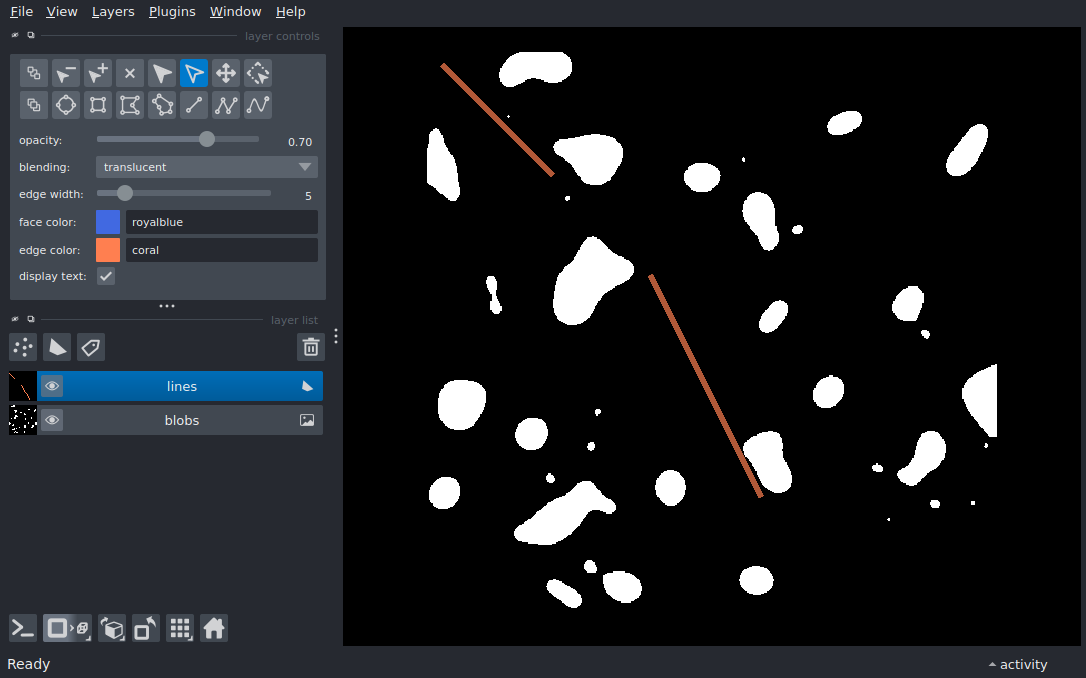 File View Layers Plugins Window Help
layer controls
opacity: 0.70
blending: translucent
edge width: 5
face color: royalblue
edge color: coral
display text:
layer list
lines
blobs
Ready
activity